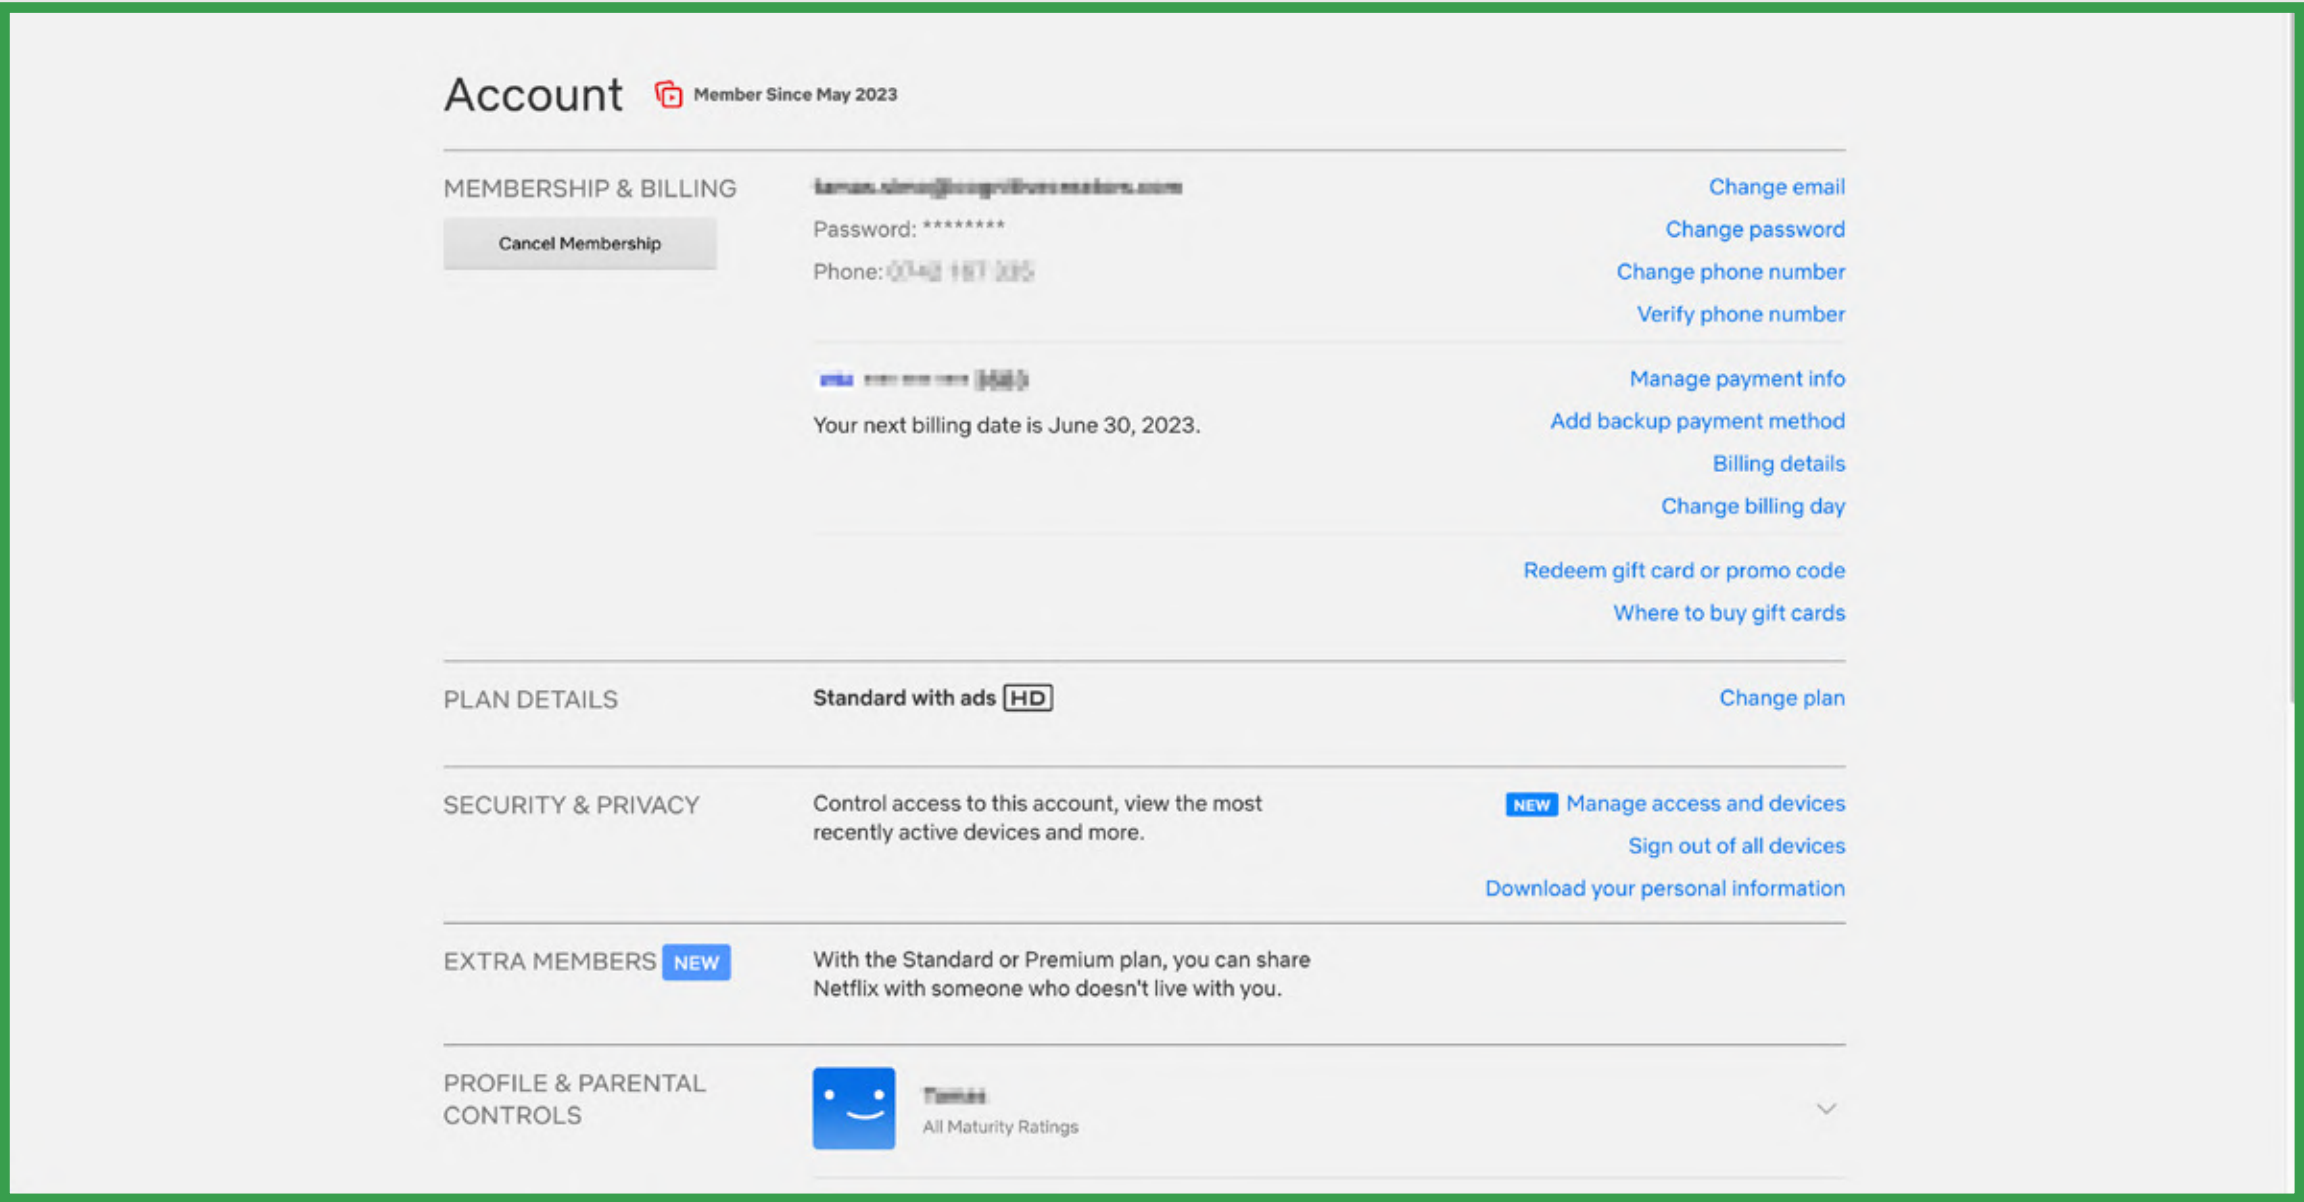 Account
Member Since May 2023
MEMBERSHIP & BILLING
Cancel Membership
Password: ********
Phone:
Change email
Change password
Change phone number
Verify phone number
Your next billing date is June 30, 2023.
Manage payment info
Add backup payment method
Billing details
Change billing day
Redeem gift card or promo code
Where to buy gift cards
PLAN DETAILS
Standard with ads HD
Change plan
SECURITY & PRIVACY
Control access to this account, view the most
recently active devices and more.
NEW Manage access and devices
Sign out of all devices
Download your personal information
EXTRA MEMBERS NEW
With the Standard or Premium plan, you can share
Netflix with someone who doesn't live with you.
PROFILE & PARENTAL
CONTROLS
All Maturity Ratings